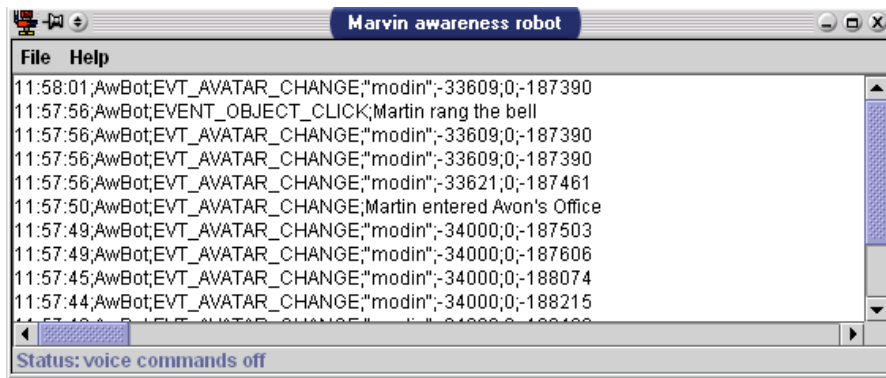 Marvin awareness robot
File Help
11:58:01;AwBot;EVT_AVATAR_CHANGE;"modin";-33609;0;-187390
11:57:56;AwBot;EVENT_OBJECT_CLICK;Martin rang the bell
11:57:56;AwBot;EVT_AVATAR_CHANGE;"modin";-33609;0;-187390
11:57:56;AwBot;EVT_AVATAR_CHANGE;"modin";-33609;0;-187390
11:57:56;AwBot;EVT_AVATAR_CHANGE;"modin";-33621;0;-187461
11:57:50;AwBot;EVT_AVATAR_CHANGE;Martin entered Avon's Office
11:57:49;AwBot;EVT_AVATAR_CHANGE;"modin";-34000;0;-187503
11:57:49;AwBot;EVT_AVATAR_CHANGE;"modin";-34000;0;-187606
11:57:45;AwBot;EVT_AVATAR_CHANGE;"modin";-34000;0;-188074
11:57:44;AwBot;EVT_AVATAR_CHANGE;"modin";-34000;0;-188215
Status: voice commands off